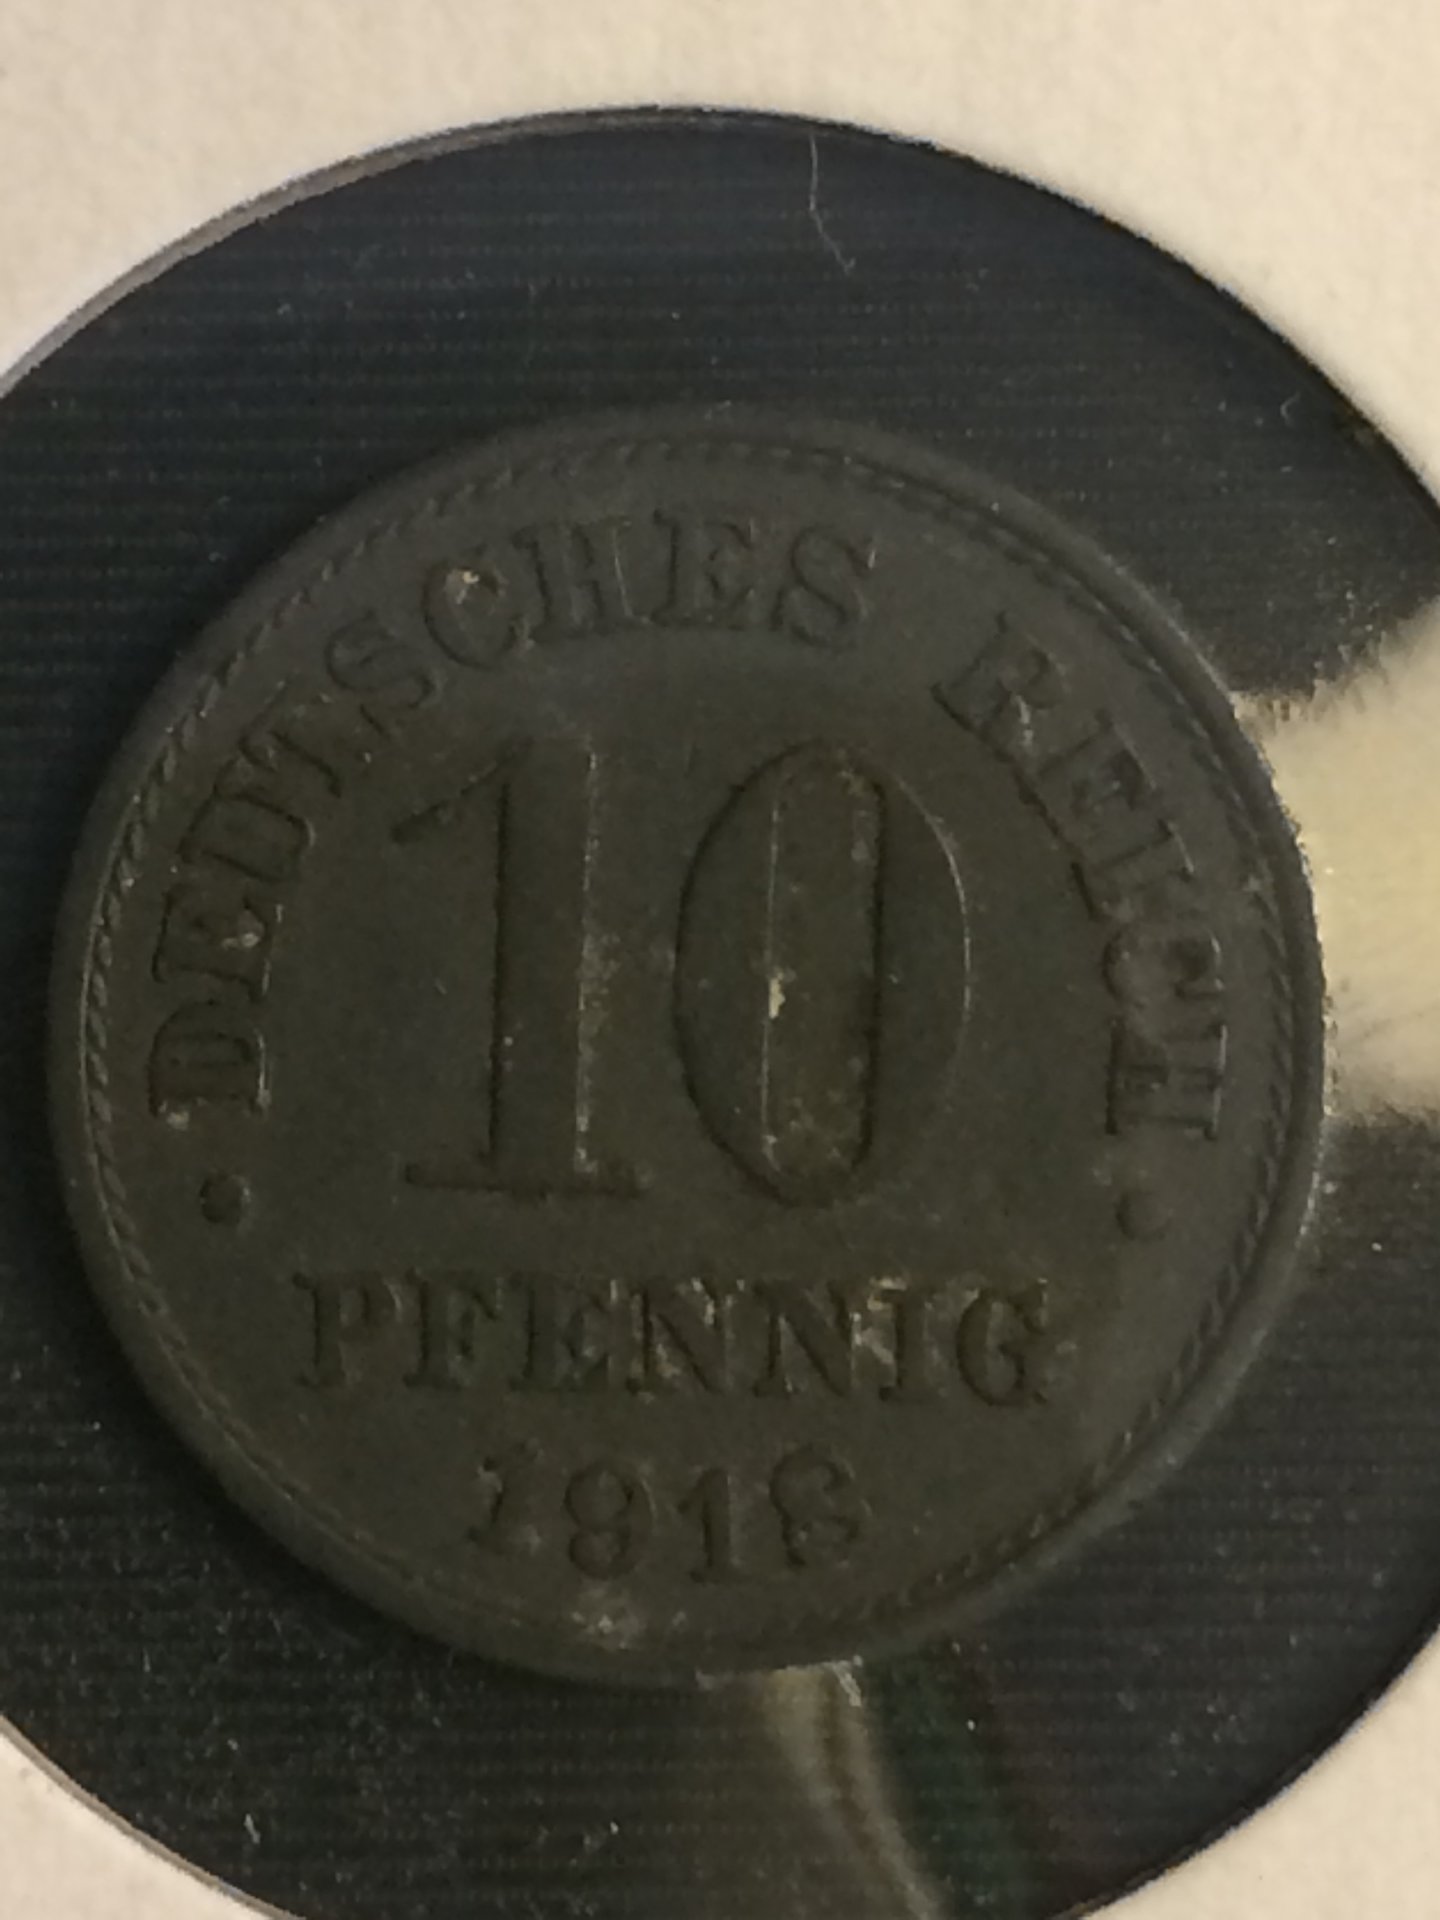 DEUTSCHES REICH
10
PFENNIG
1918